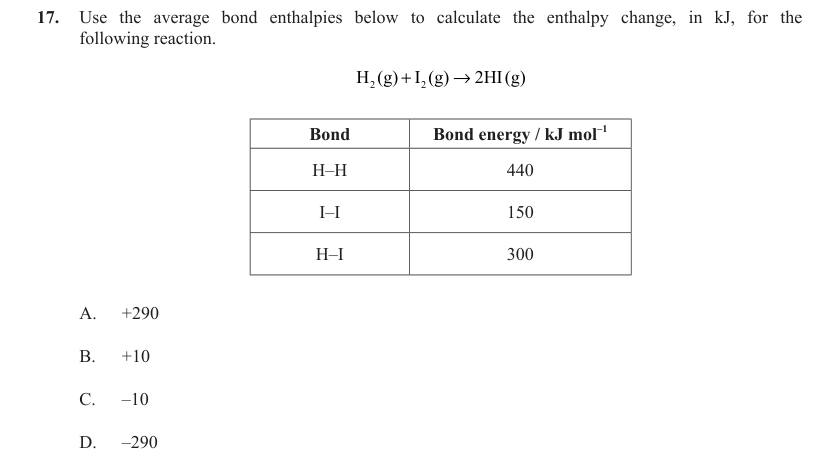 17. Use the average bond enthalpies below to calculate the enthalpy change, in kJ, for the
following reaction.
H₂(g)+I₂(g)→2HI(g)
Bond Bond energy / kJ mol⁻¹
H–H 440
I–I 150
H–I 300
A. +290
B. +10
C. –10
D. –290